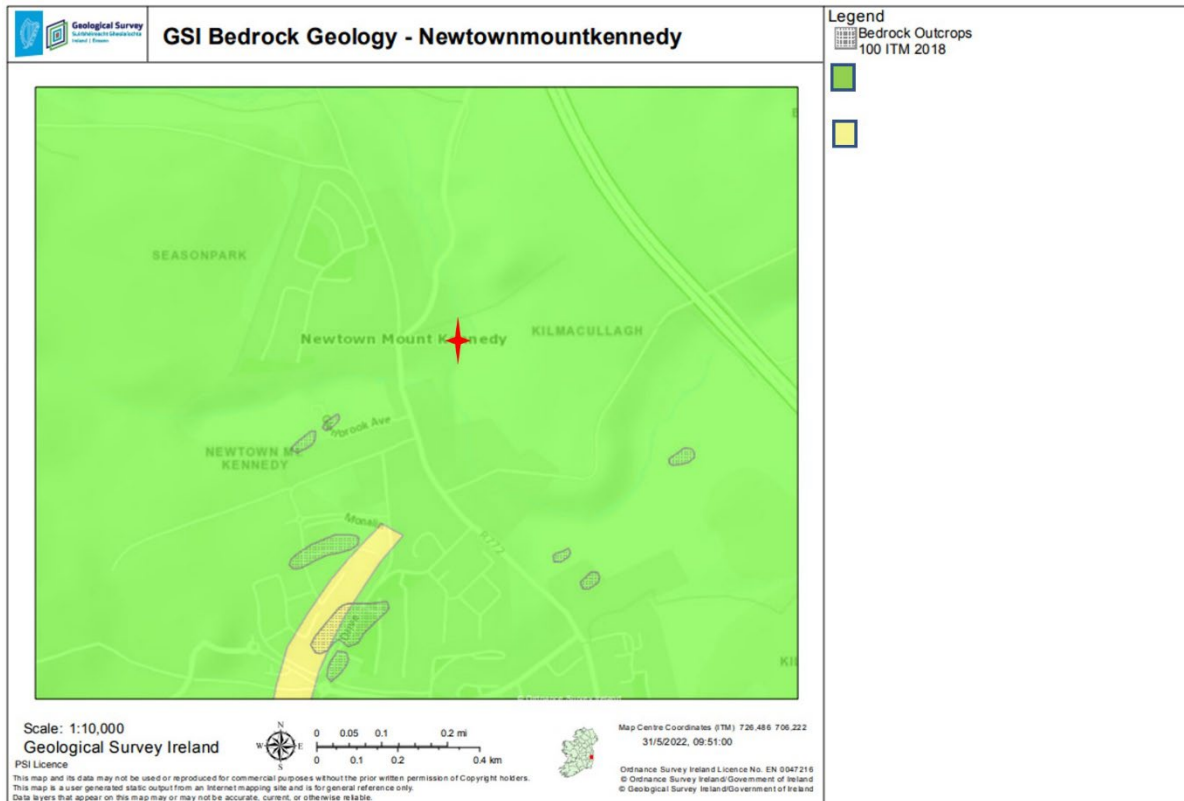 Geological Survey
Suirbhéireacht Gheolaíochta
Ireland | Éireann
GSI Bedrock Geology - Newtownmountkennedy
Legend
Bedrock Outcrops
100 ITM 2018
SEASONPARK
Newtown Mount Kennedy
KILMACULLAGH
brook Ave
NEWTOWN MT
KENNEDY
R772
Drive
KIL
© Ordnance Survey Ireland
Scale: 1:10,000
Geological Survey Ireland
PSI Licence
N
W E
S
0 0.05 0.1 0.2 mi
0 0.1 0.2 0.4 km
Map Centre Coordinates (ITM) 726,486 706,222
31/5/2022, 09:51:00
Ordnance Survey Ireland Licence No. EN 0047216
© Ordnance Survey Ireland/Government of Ireland
© Geological Survey Ireland/Government of Ireland
This map and its data may not be used or reproduced for commercial purposes without the prior written permission of Copyright holders.
This map is a user generated static output from an Internet mapping site and is for general reference only.
Data layers that appear on this map may or may not be accurate, current, or otherwise reliable.